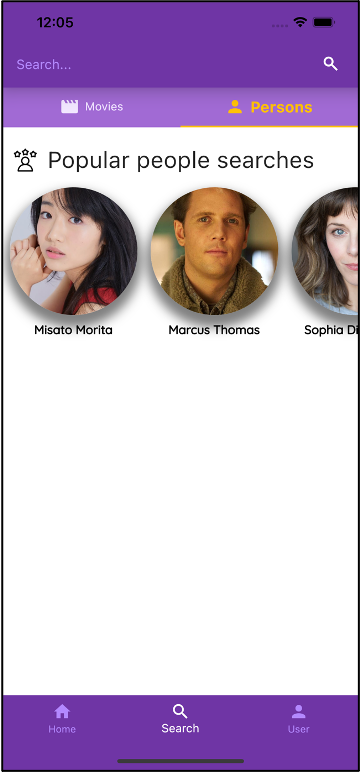 12:05
Search...
Movies
Persons
Popular people searches
Misato Morita
Marcus Thomas
Sophia Di
Home
Search
User